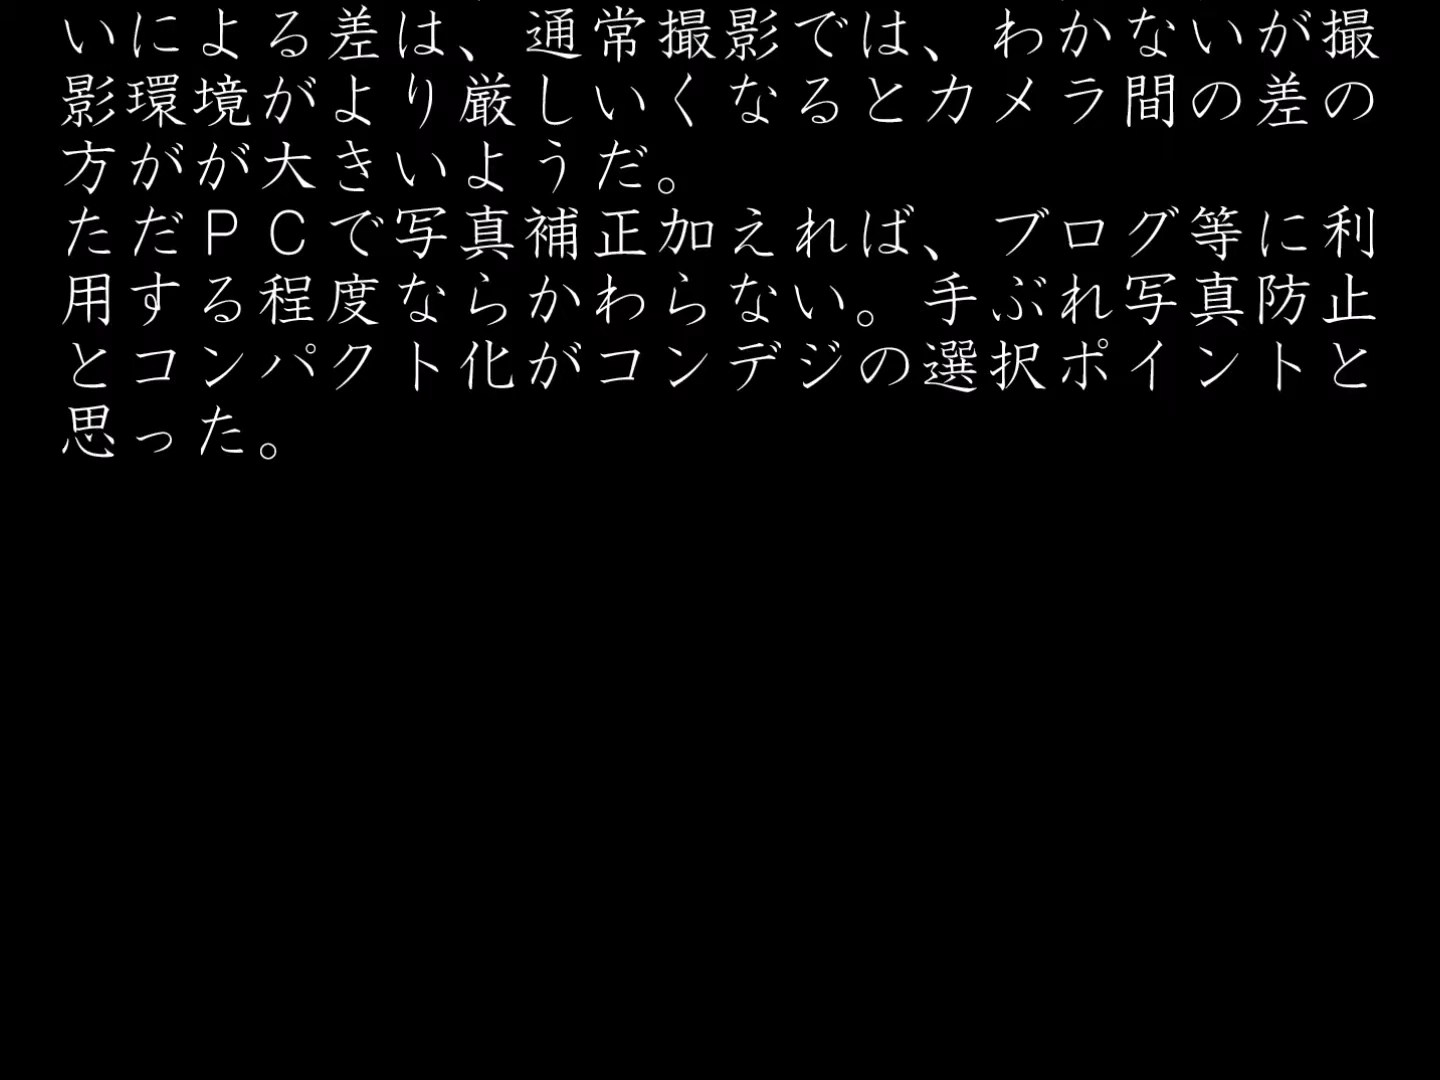 いによる差は、通常撮影では、わかないが撮
影環境がより厳しいくなるとカメラ間の差の
方がが大きいようだ。
ただＰＣで写真補正加えれば、ブログ等に利
用する程度ならかわらない。手ぶれ写真防止
とコンパクト化がコンデジの選択ポイントと
思った。